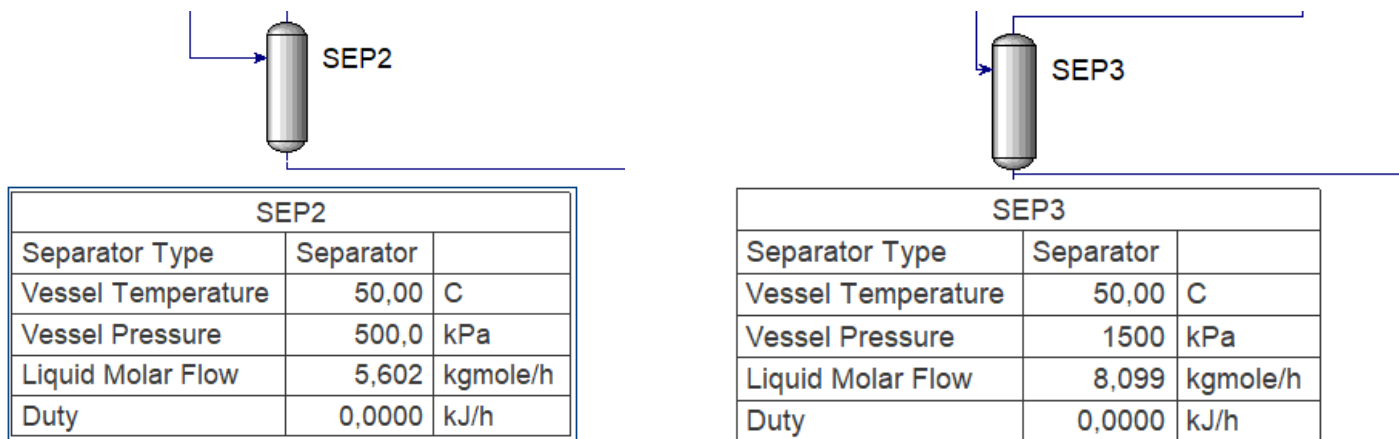 SEP2
SEP3
SEP2
Separator Type Separator
Vessel Temperature 50,00 C
Vessel Pressure 500,0 kPa
Liquid Molar Flow 5,602 kgmole/h
Duty 0,0000 kJ/h
SEP3
Separator Type Separator
Vessel Temperature 50,00 C
Vessel Pressure 1500 kPa
Liquid Molar Flow 8,099 kgmole/h
Duty 0,0000 kJ/h